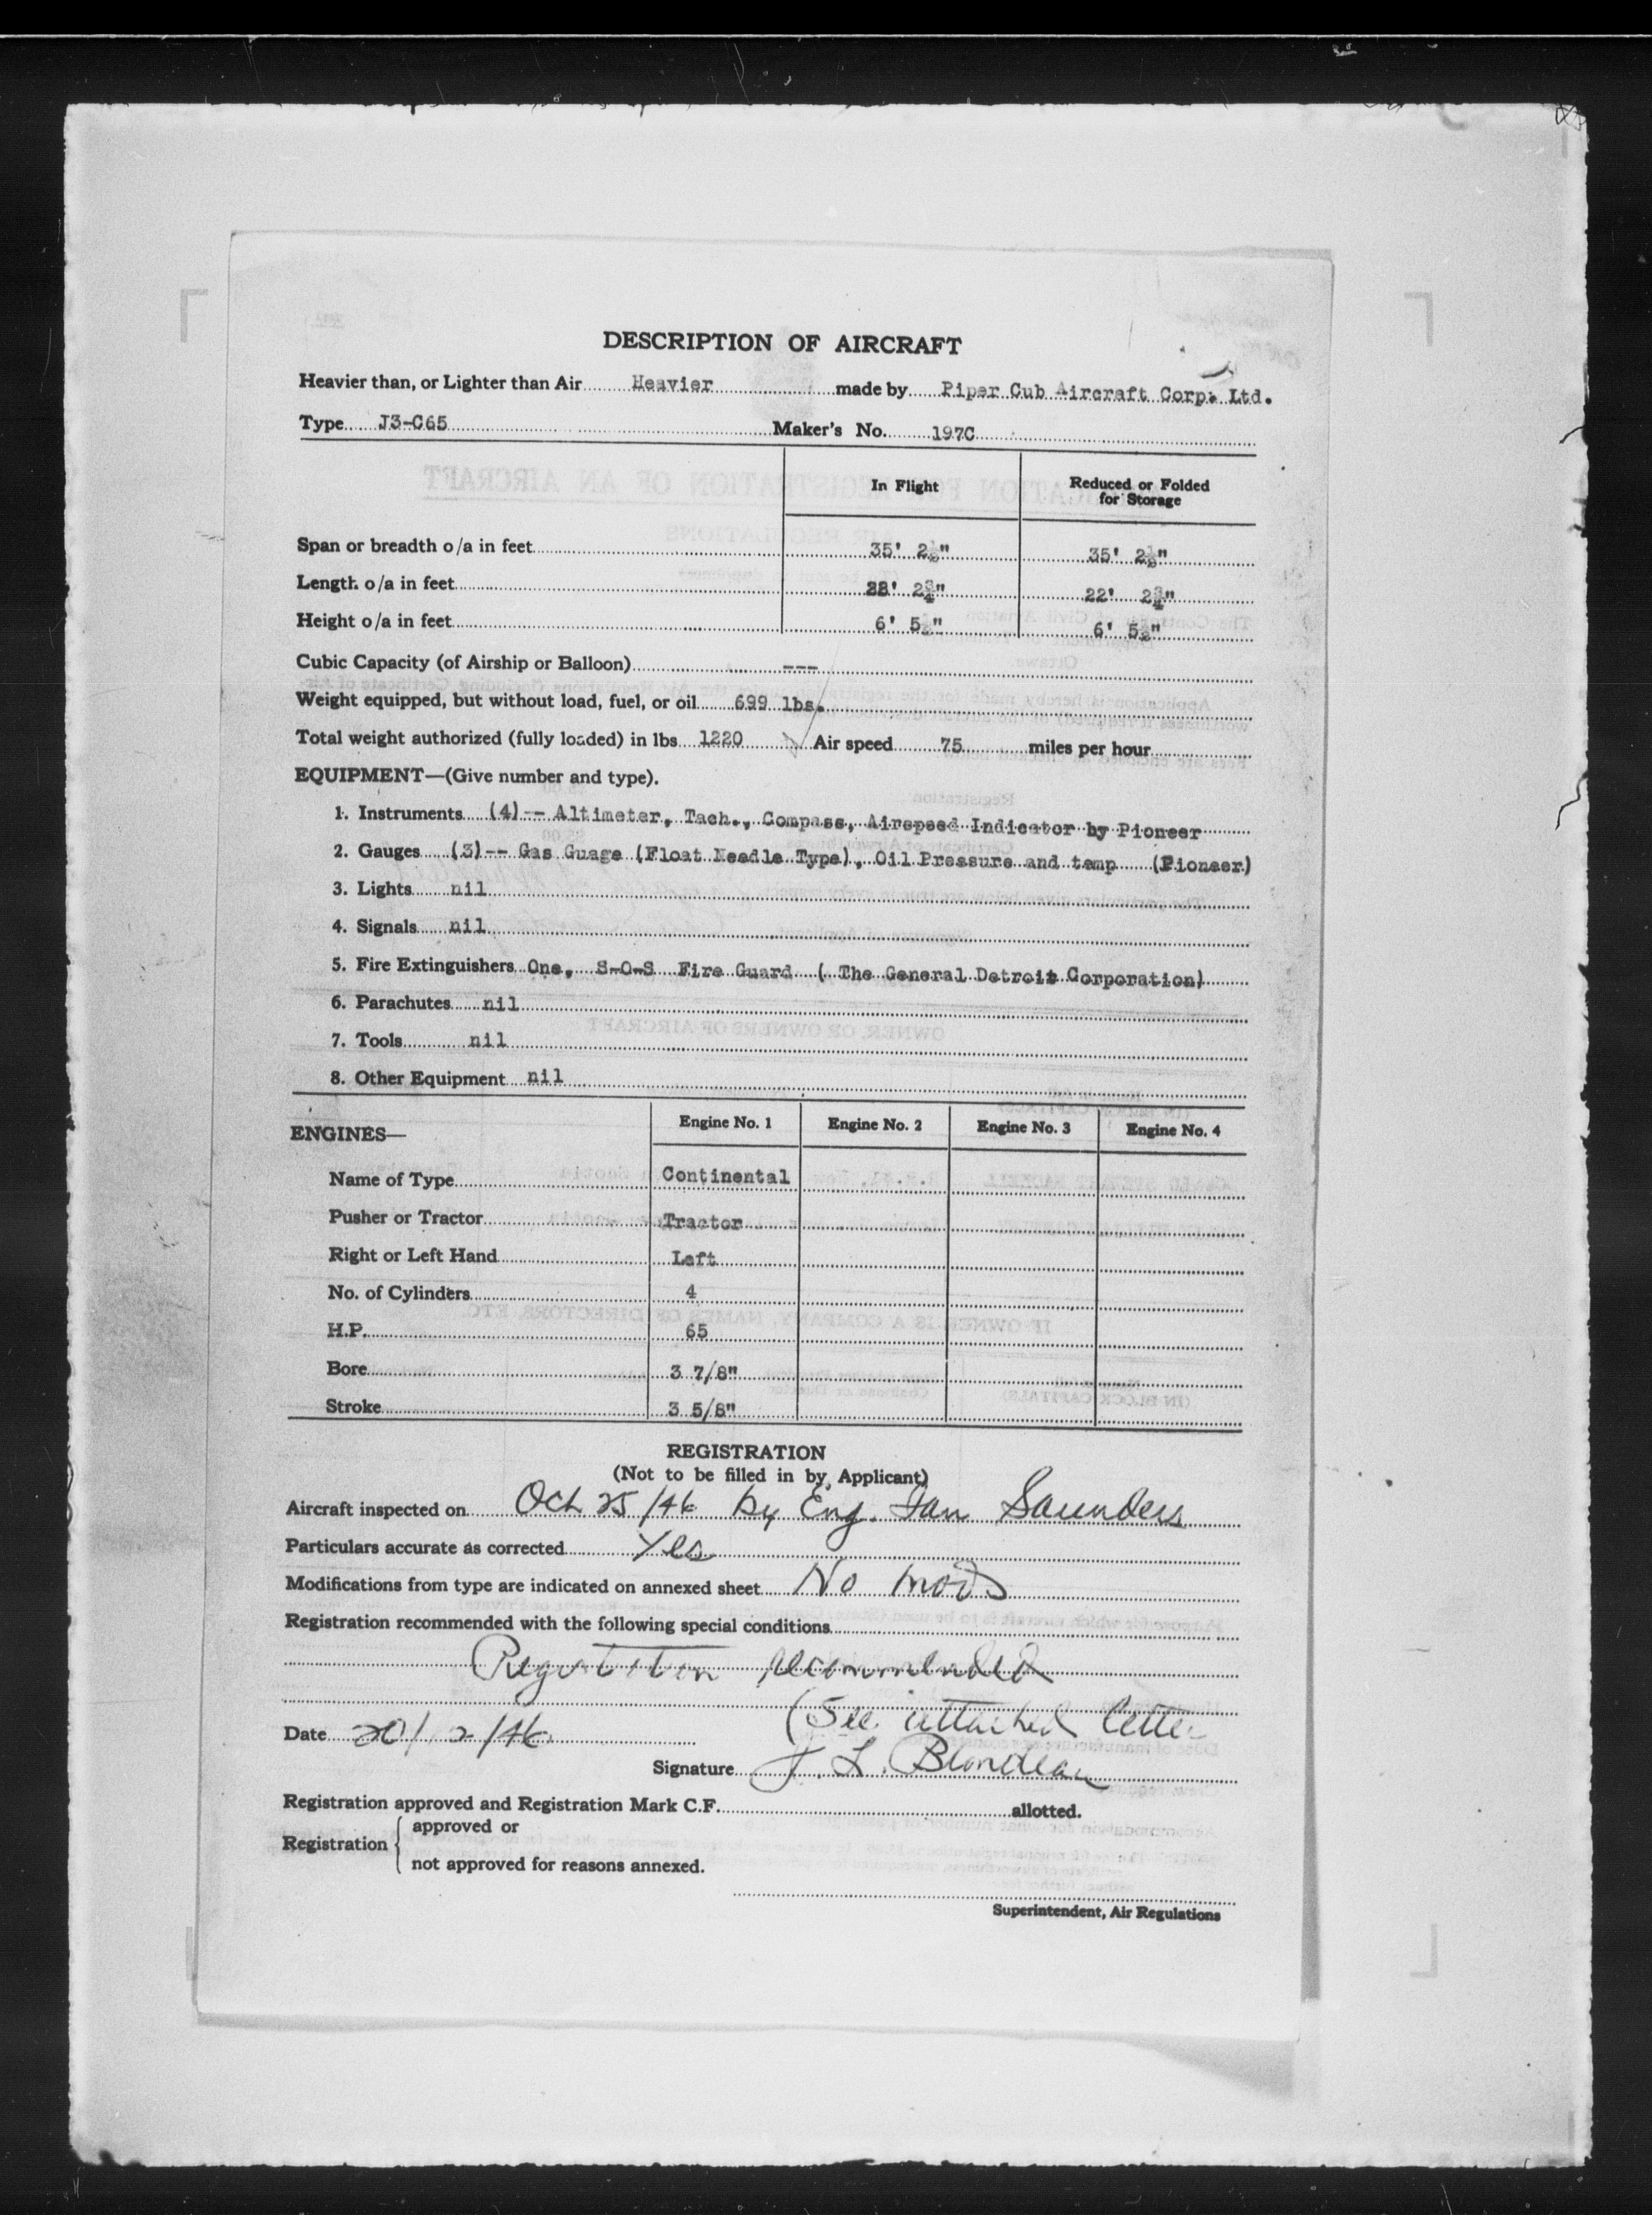 DESCRIPTION OF AIRCRAFT
Heavier than, or Lighter than Air Heavier made by Piper Cub Aircraft Corp. Ltd.
Type J3-C65 Maker's No. 197C
In Flight Reduced or Folded for Storage
Span or breadth o/a in feet 35' 2½" 35' 2½"
Length o/a in feet 22' 2¾" 22' 2¾"
Height o/a in feet 6' 5½" 6' 5½"
Cubic Capacity (of Airship or Balloon) ---
Weight equipped, but without load, fuel, or oil 699 lbs.
Total weight authorized (fully loaded) in lbs 1220 Air speed 75 miles per hour
EQUIPMENT—(Give number and type).
1. Instruments (4)-- Altimeter, Tach., Compass, Airspeed Indicator by Pioneer
2. Gauges (3)-- Gas Guage (Float Needle Type), Oil Pressure and temp (Pioneer)
3. Lights nil
4. Signals nil
5. Fire Extinguishers One, S-O-S Fire Guard ( The General Detroit Corporation)
6. Parachutes nil
7. Tools nil
8. Other Equipment nil
ENGINES— Engine No. 1 Engine No. 2 Engine No. 3 Engine No. 4
Name of Type Continental
Pusher or Tractor Tractor
Right or Left Hand Left
No. of Cylinders 4
H.P. 65
Bore 3 7/8"
Stroke 3 5/8"
REGISTRATION
(Not to be filled in by Applicant)
Aircraft inspected on Oct 25/46 by Eng. Ian Saunders
Particulars accurate as corrected Yes
Modifications from type are indicated on annexed sheet No mods
Registration recommended with the following special conditions
Registration recommended
(See attached letter
Date 20/12/46
Signature J. L. Blondeau
Registration approved and Registration Mark C.F. allotted.
Registration { approved or
not approved for reasons annexed.
Superintendent, Air Regulations